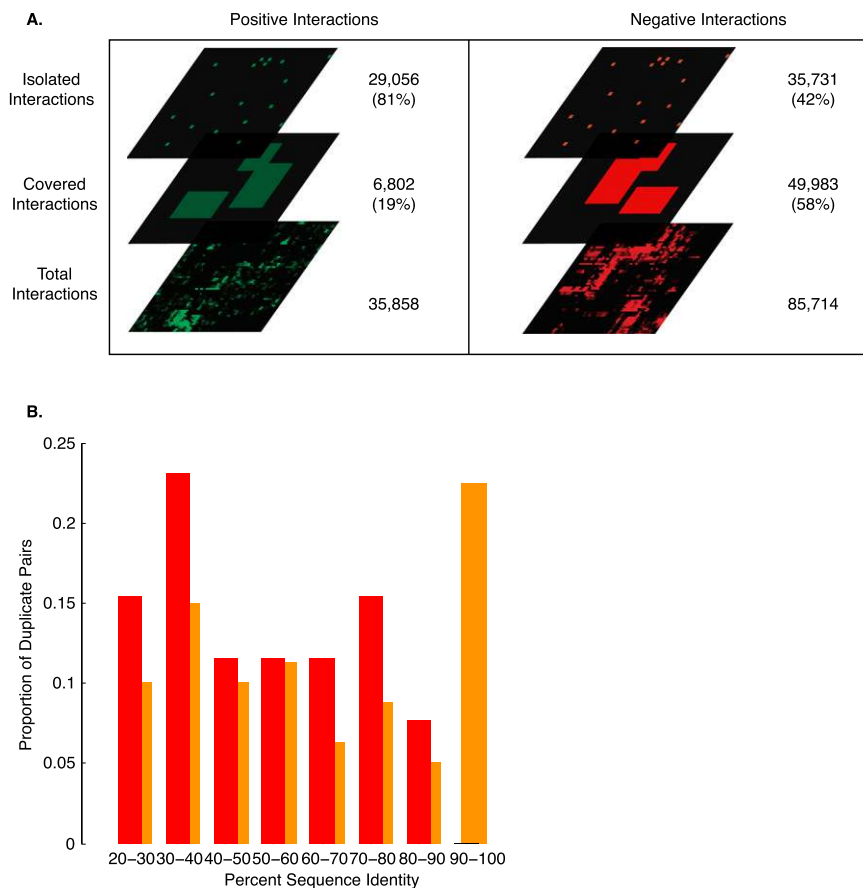 A.
Positive Interactions
Negative Interactions
Isolated
Interactions
29,056
(81%)
35,731
(42%)
Covered
Interactions
6,802
(19%)
49,983
(58%)
Total
Interactions
35,858
85,714
B.
Proportion of Duplicate Pairs
0.25
0.2
0.15
0.1
0.05
0
20−30 30−40 40−50 50−60 60−70 70−80 80−90 90−100
Percent Sequence Identity